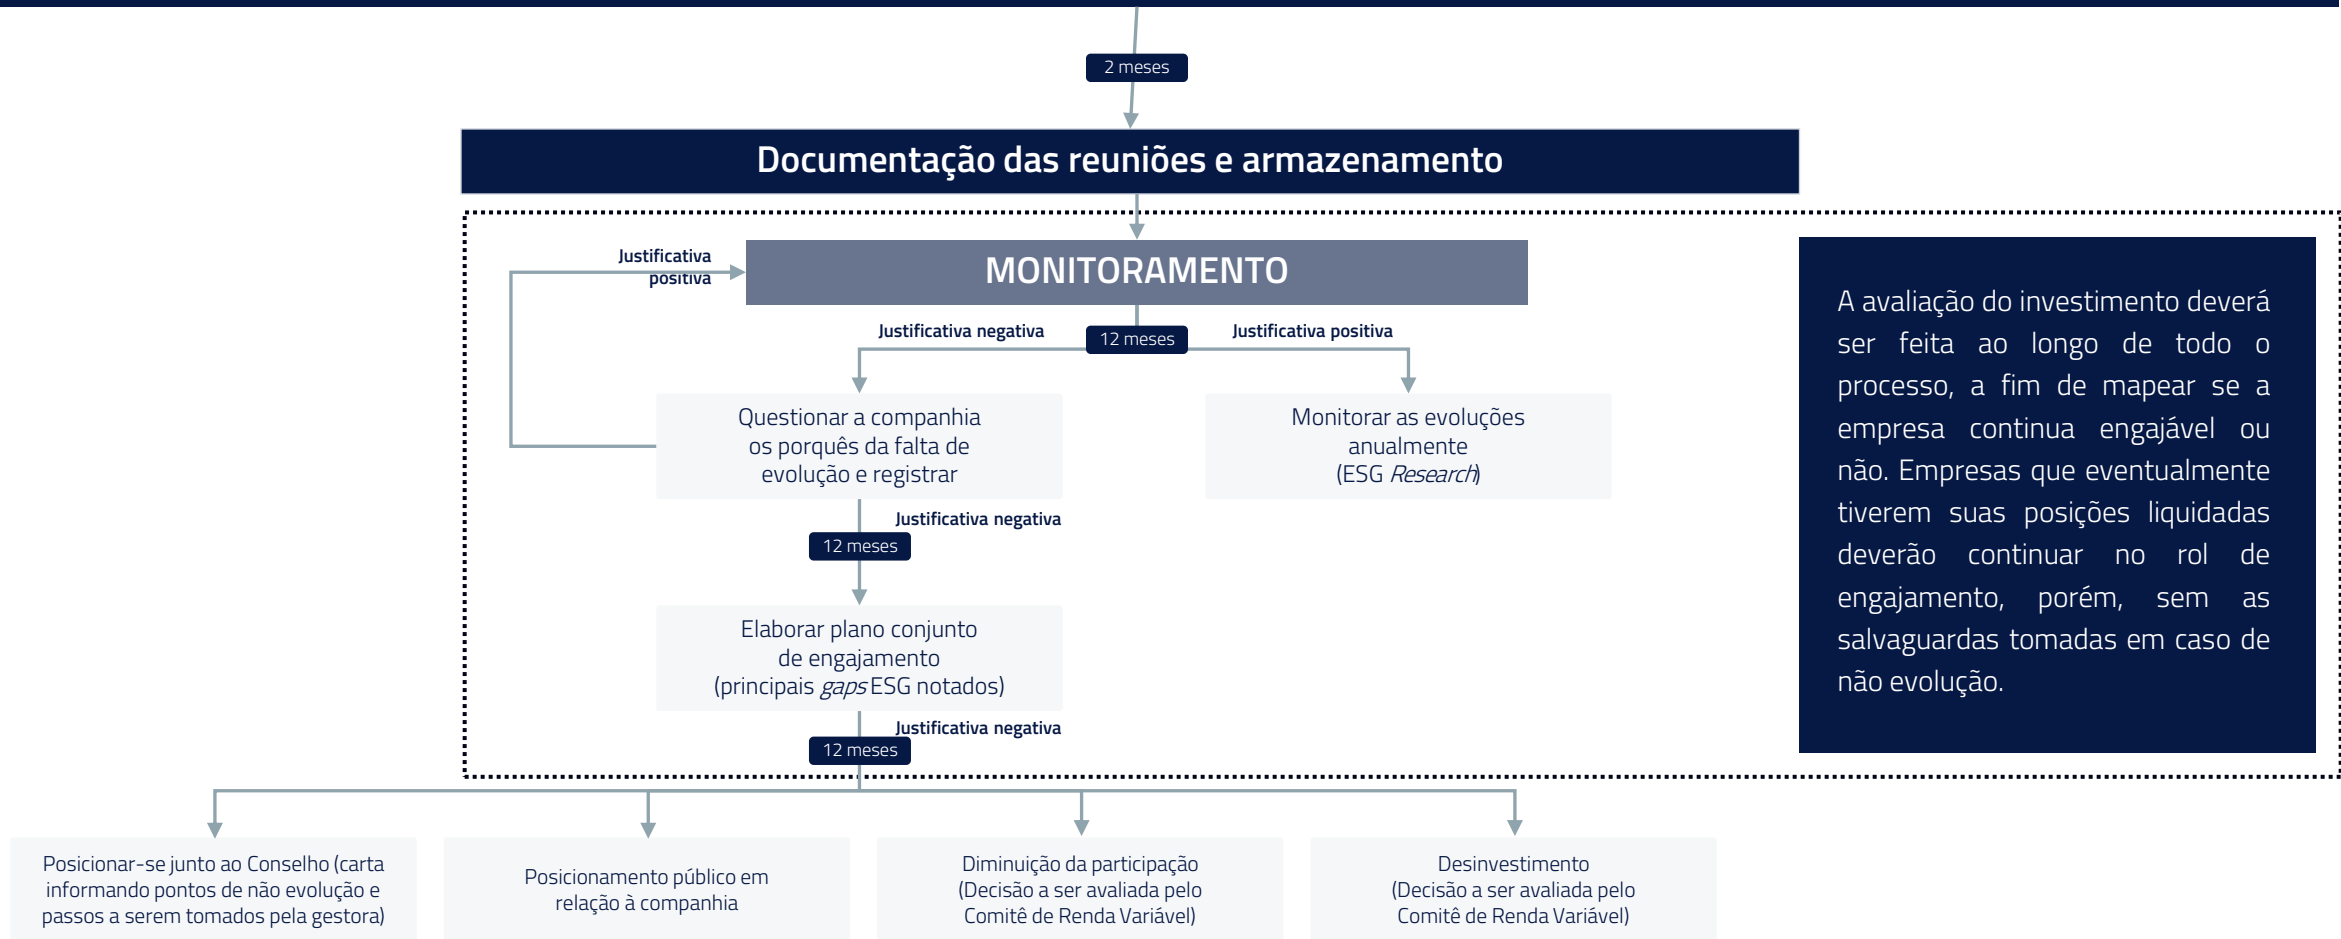 2 meses
Documentação das reuniões e armazenamento
Justificativa
positiva
MONITORAMENTO
Justificativa negativa
12 meses
Justificativa positiva
Questionar a companhia
os porquês da falta de
evolução e registrar
Monitorar as evoluções
anualmente
(ESG Research)
Justificativa negativa
12 meses
Elaborar plano conjunto
de engajamento
(principais gaps ESG notados)
Justificativa negativa
12 meses
A avaliação do investimento deverá
ser feita ao longo de todo o
processo, a fim de mapear se a
empresa continua engajável ou
não. Empresas que eventualmente
tiverem suas posições liquidadas
deverão continuar no rol de
engajamento, porém, sem as
salvaguardas tomadas em caso de
não evolução.
Posicionar-se junto ao Conselho (carta
informando pontos de não evolução e
passos a serem tomados pela gestora)
Posicionamento público em
relação à companhia
Diminuição da participação
(Decisão a ser avaliada pelo
Comitê de Renda Variável)
Desinvestimento
(Decisão a ser avaliada pelo
Comitê de Renda Variável)